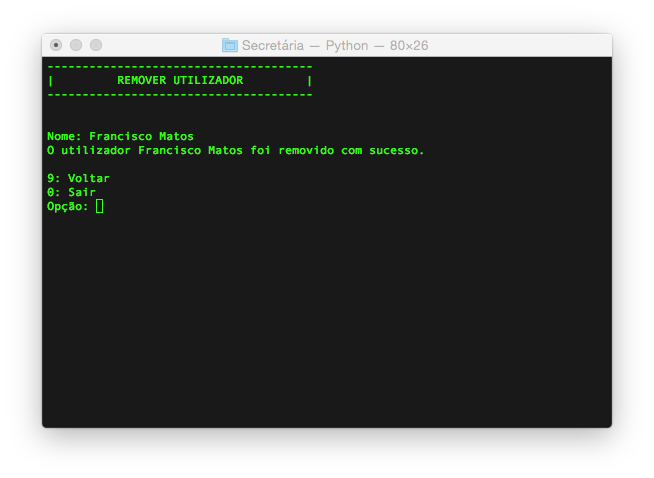 Secretária — Python — 80×26
--------------------------------------
|         REMOVER UTILIZADOR         |
--------------------------------------
Nome: Francisco Matos
O utilizador Francisco Matos foi removido com sucesso.
9: Voltar
0: Sair
Opção: